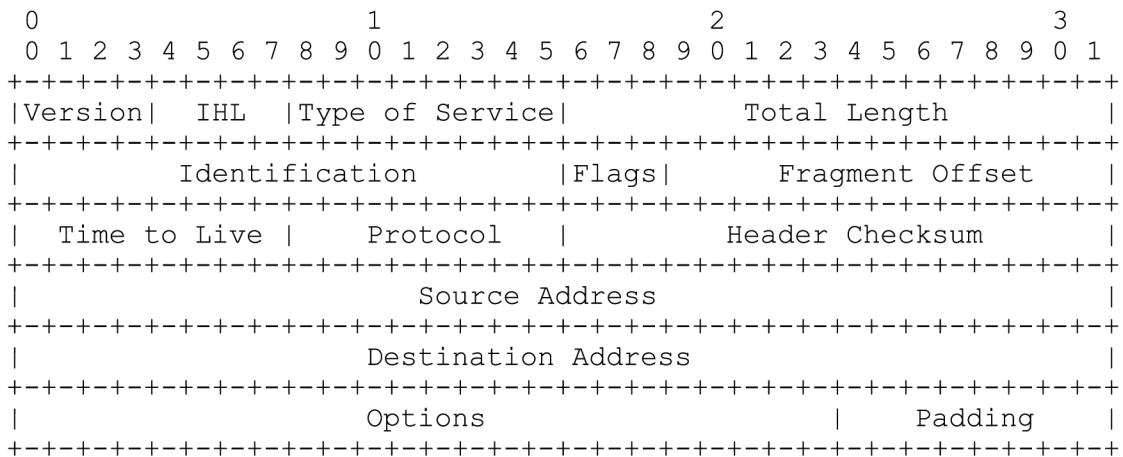 0                   1                   2                   3
 0 1 2 3 4 5 6 7 8 9 0 1 2 3 4 5 6 7 8 9 0 1 2 3 4 5 6 7 8 9 0 1
+-+-+-+-+-+-+-+-+-+-+-+-+-+-+-+-+-+-+-+-+-+-+-+-+-+-+-+-+-+-+-+-+
|Version|  IHL  |Type of Service|          Total Length         |
+-+-+-+-+-+-+-+-+-+-+-+-+-+-+-+-+-+-+-+-+-+-+-+-+-+-+-+-+-+-+-+-+
|         Identification        |Flags|      Fragment Offset    |
+-+-+-+-+-+-+-+-+-+-+-+-+-+-+-+-+-+-+-+-+-+-+-+-+-+-+-+-+-+-+-+-+
|  Time to Live |    Protocol   |         Header Checksum       |
+-+-+-+-+-+-+-+-+-+-+-+-+-+-+-+-+-+-+-+-+-+-+-+-+-+-+-+-+-+-+-+-+
|                       Source Address                          |
+-+-+-+-+-+-+-+-+-+-+-+-+-+-+-+-+-+-+-+-+-+-+-+-+-+-+-+-+-+-+-+-+
|                    Destination Address                        |
+-+-+-+-+-+-+-+-+-+-+-+-+-+-+-+-+-+-+-+-+-+-+-+-+-+-+-+-+-+-+-+-+
|                    Options                    |    Padding    |
+-+-+-+-+-+-+-+-+-+-+-+-+-+-+-+-+-+-+-+-+-+-+-+-+-+-+-+-+-+-+-+-+